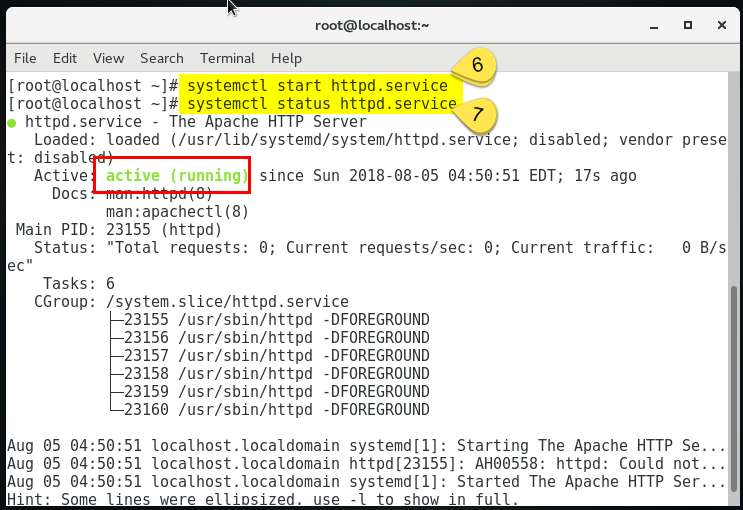 root@localhost:~
File Edit View Search Terminal Help
[root@localhost ~]# systemctl start httpd.service
6
[root@localhost ~]# systemctl status httpd.service
7
● httpd.service - The Apache HTTP Server
   Loaded: loaded (/usr/lib/systemd/system/httpd.service; disabled; vendor prese
t: disabled)
   Active: active (running) since Sun 2018-08-05 04:50:51 EDT; 17s ago
     Docs: man:httpd(8)
           man:apachectl(8)
 Main PID: 23155 (httpd)
   Status: "Total requests: 0; Current requests/sec: 0; Current traffic:   0 B/s
ec"
    Tasks: 6
   CGroup: /system.slice/httpd.service
           ├─23155 /usr/sbin/httpd -DFOREGROUND
           ├─23156 /usr/sbin/httpd -DFOREGROUND
           ├─23157 /usr/sbin/httpd -DFOREGROUND
           ├─23158 /usr/sbin/httpd -DFOREGROUND
           ├─23159 /usr/sbin/httpd -DFOREGROUND
           └─23160 /usr/sbin/httpd -DFOREGROUND
Aug 05 04:50:51 localhost.localdomain systemd[1]: Starting The Apache HTTP Se...
Aug 05 04:50:51 localhost.localdomain httpd[23155]: AH00558: httpd: Could not...
Aug 05 04:50:51 localhost.localdomain systemd[1]: Started The Apache HTTP Ser...
Hint: Some lines were ellipsized, use -l to show in full.